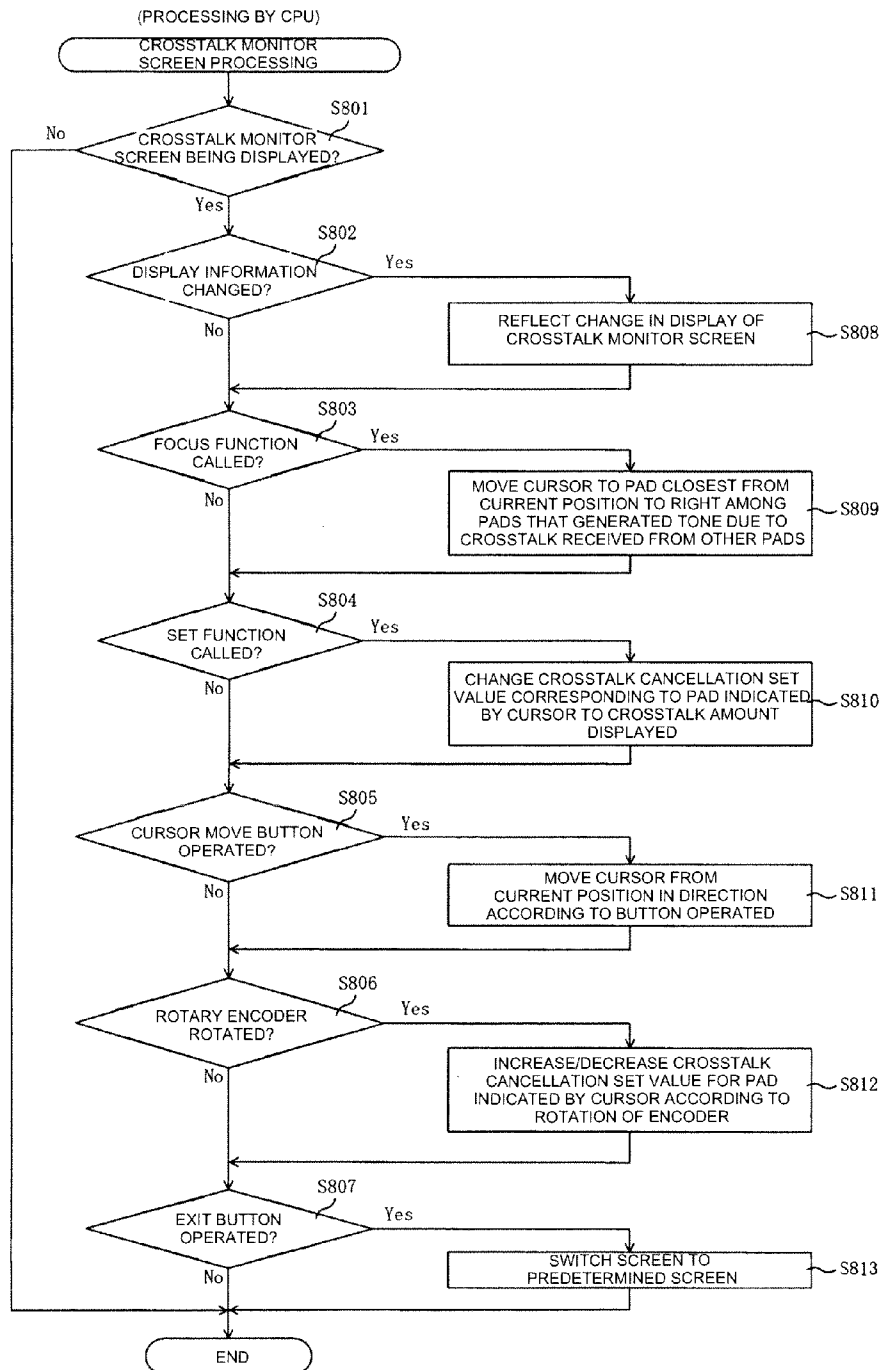 (PROCESSING BY CPU)
CROSSTALK MONITOR
SCREEN PROCESSING
S801
No
CROSSTALK MONITOR
SCREEN BEING DISPLAYED?
Yes
S802
DISPLAY INFORMATION
CHANGED?
Yes
No
REFLECT CHANGE IN DISPLAY OF
CROSSTALK MONITOR SCREEN
S808
S803
FOCUS FUNCTION
CALLED?
Yes
No
MOVE CURSOR TO PAD CLOSEST FROM
CURRENT POSITION TO RIGHT AMONG
PADS THAT GENERATED TONE DUE TO
CROSSTALK RECEIVED FROM OTHER PADS
S809
S804
SET FUNCTION
CALLED?
Yes
No
CHANGE CROSSTALK CANCELLATION SET
VALUE CORRESPONDING TO PAD INDICATED
BY CURSOR TO CROSSTALK AMOUNT
DISPLAYED
S810
S805
CURSOR MOVE BUTTON
OPERATED?
Yes
No
MOVE CURSOR FROM
CURRENT POSITION IN DIRECTION
ACCORDING TO BUTTON OPERATED
S811
S806
ROTARY ENCODER
ROTATED?
Yes
No
INCREASE/DECREASE CROSSTALK
CANCELLATION SET VALUE FOR PAD
INDICATED BY CURSOR ACCORDING TO
ROTATION OF ENCODER
S812
S807
EXIT BUTTON
OPERATED?
Yes
No
SWITCH SCREEN TO
PREDETERMINED SCREEN
S813
END